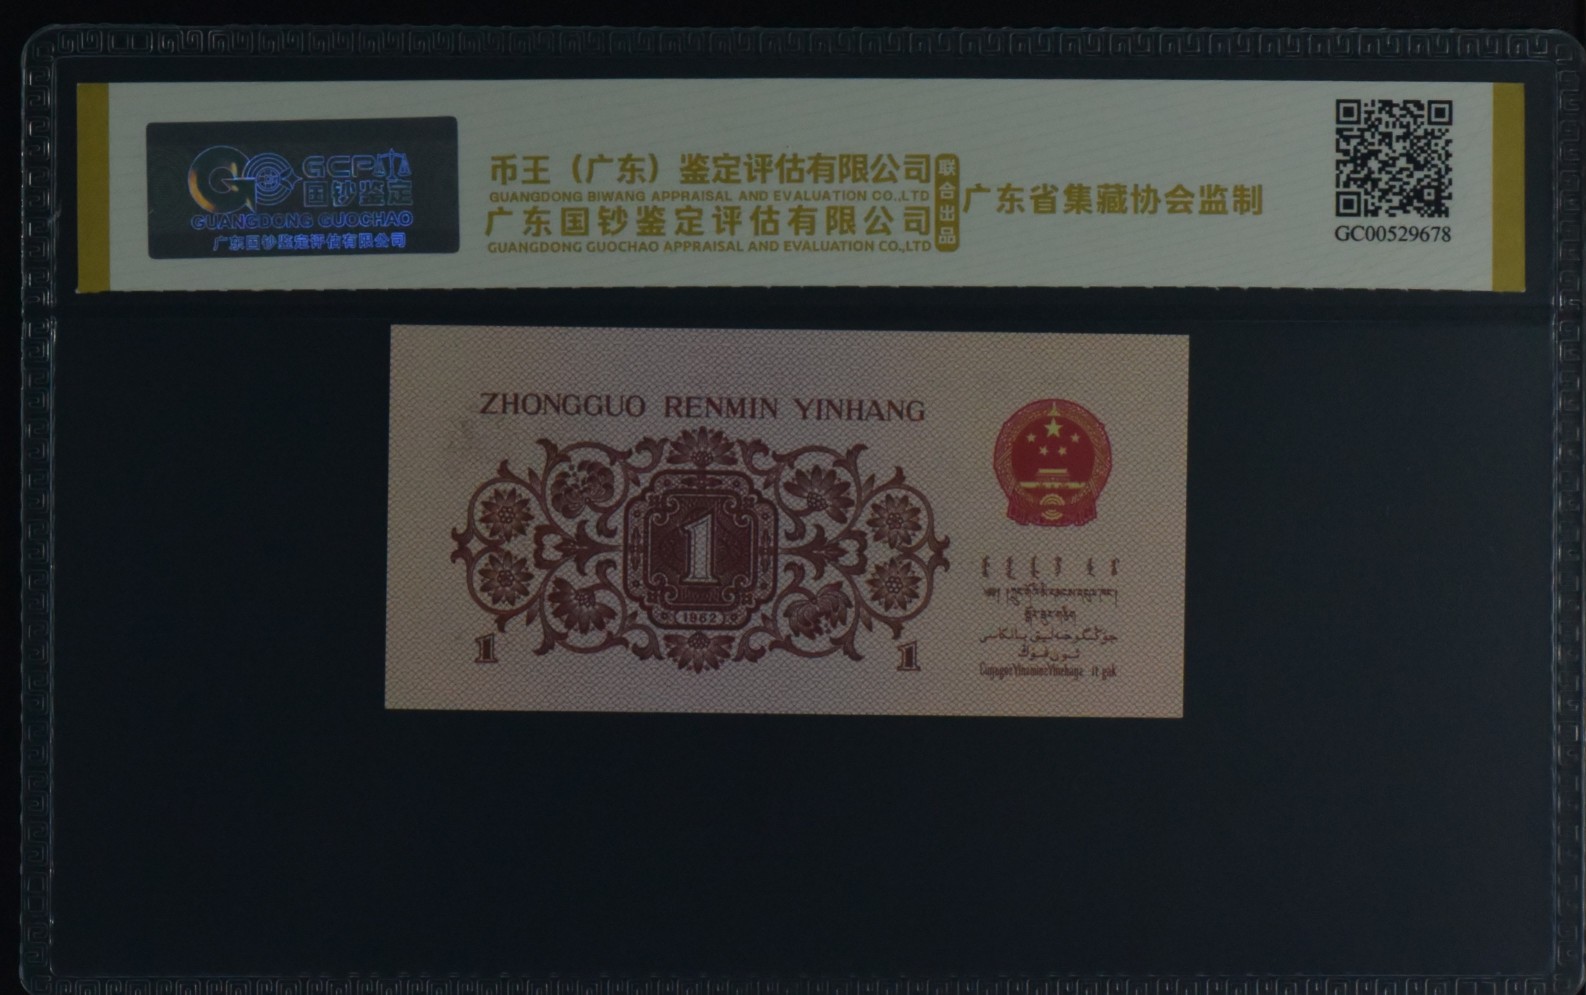 GCP
国钞鉴定
GUANGDONG GUOCHAO
广东国钞鉴定评估有限公司
币王（广东）鉴定评估有限公司
GUANGDONG BIWANG APPRAISAL AND EVALUATION CO.,LTD
广东国钞鉴定评估有限公司
GUANGDONG GUOCHAO APPRAISAL AND EVALUATION CO.,LTD
联合出品
广东省集藏协会监制
GC00529678
ZHONGGUO RENMIN YINHANG
1
1962
1
1